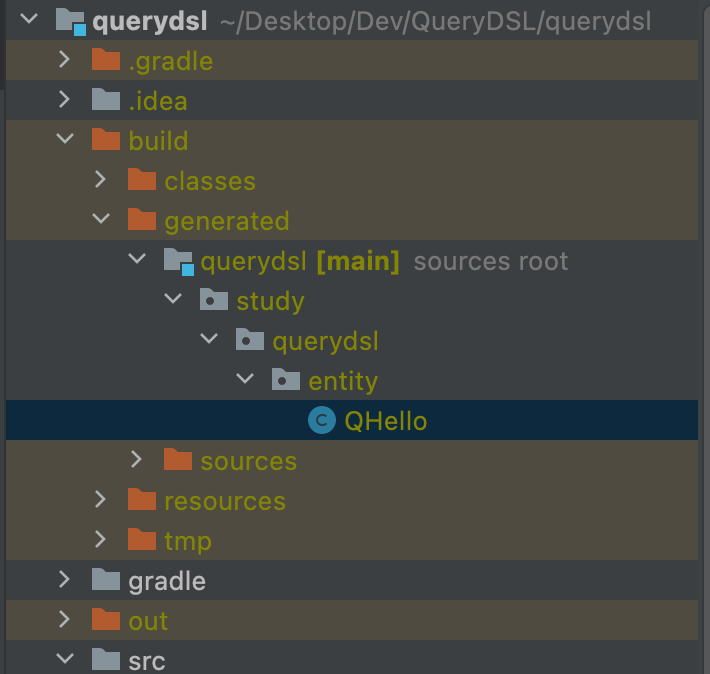 querydsl ~/Desktop/Dev/QueryDSL/querydsl
.gradle
.idea
build
classes
generated
querydsl [main] sources root
study
querydsl
entity
C QHello
sources
resources
tmp
gradle
out
src